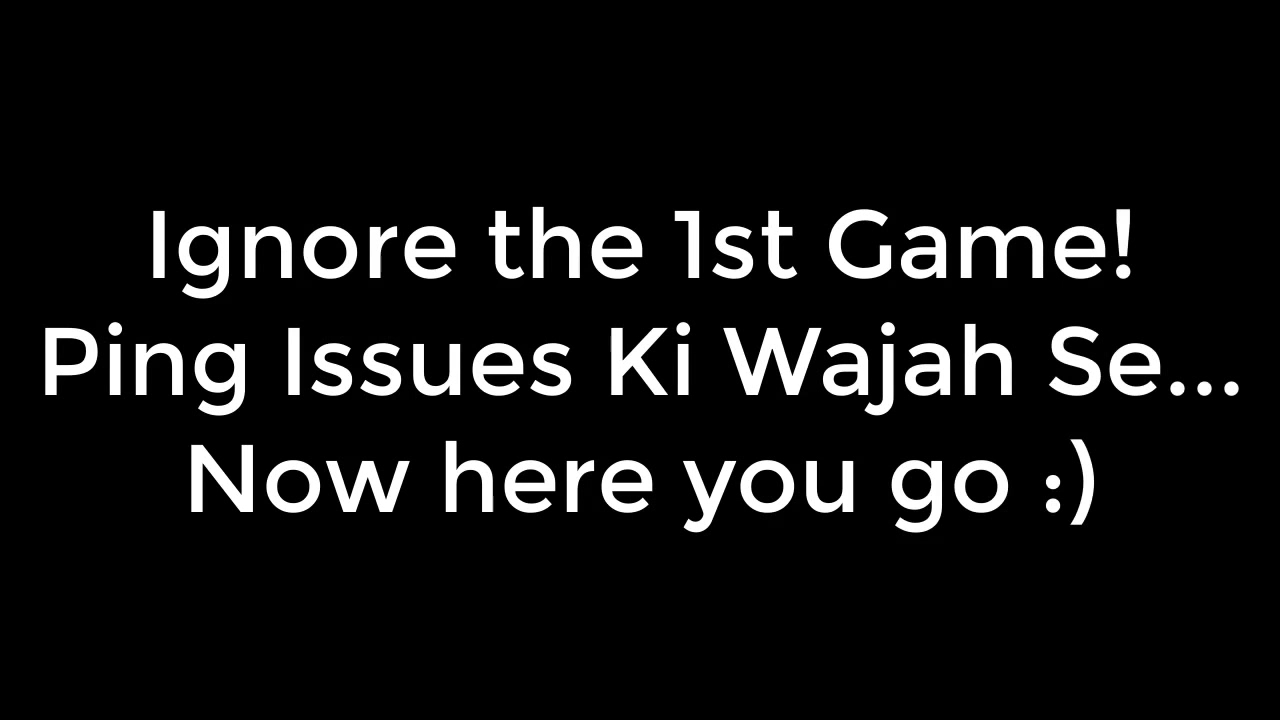 Ignore the 1st Game!
Ping Issues Ki Wajah Se...
Now here you go :)